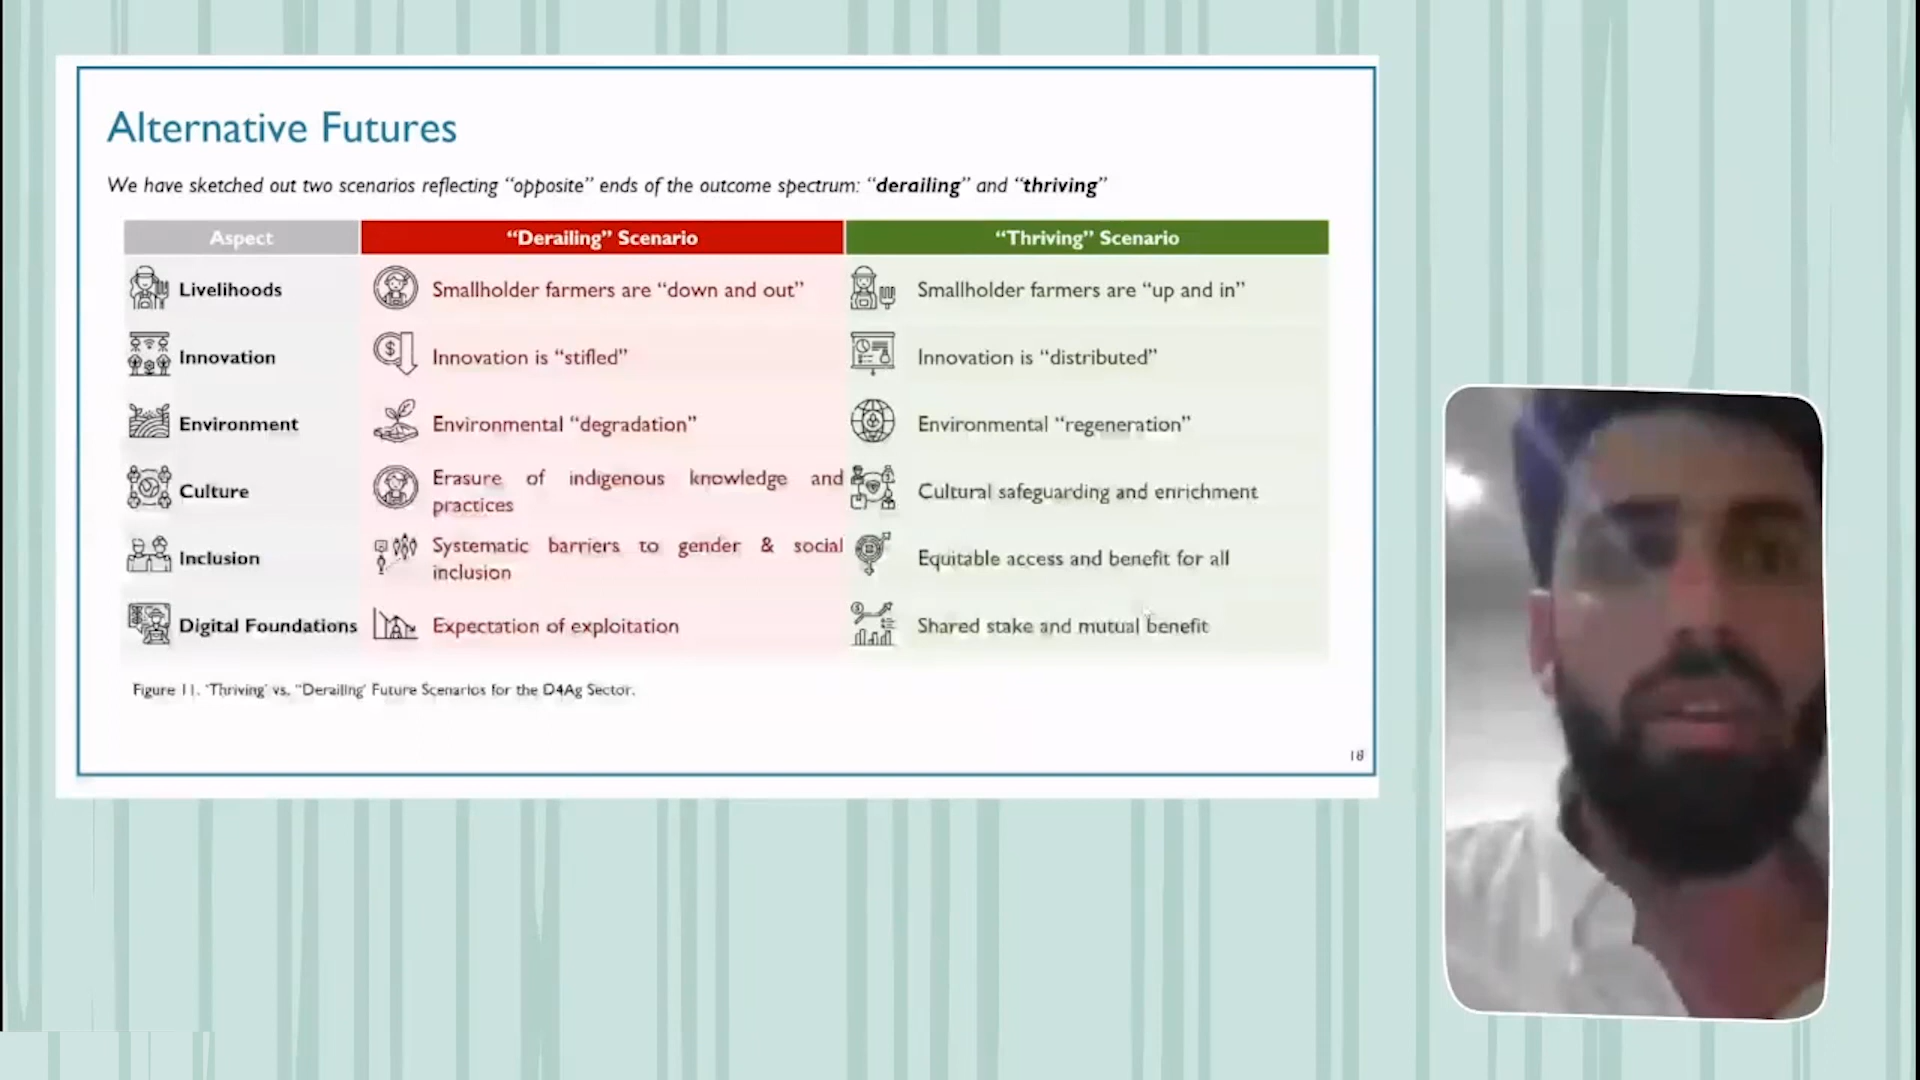 Alternative Futures
We have sketched out two scenarios reflecting “opposite” ends of the outcome spectrum: “derailing” and “thriving”
Aspect “Derailing” Scenario “Thriving” Scenario
Livelihoods Smallholder farmers are “down and out” Smallholder farmers are “up and in”
Innovation Innovation is “stifled” Innovation is “distributed”
Environment Environmental “degradation” Environmental “regeneration”
Culture Erasure of indigenous knowledge and
practices
Cultural safeguarding and enrichment
Inclusion Systematic barriers to gender & social
inclusion
Equitable access and benefit for all
Digital Foundations Expectation of exploitation Shared stake and mutual benefit
Figure 11. ‘Thriving’ vs. “Derailing’ Future Scenarios for the D4Ag Sector.
18